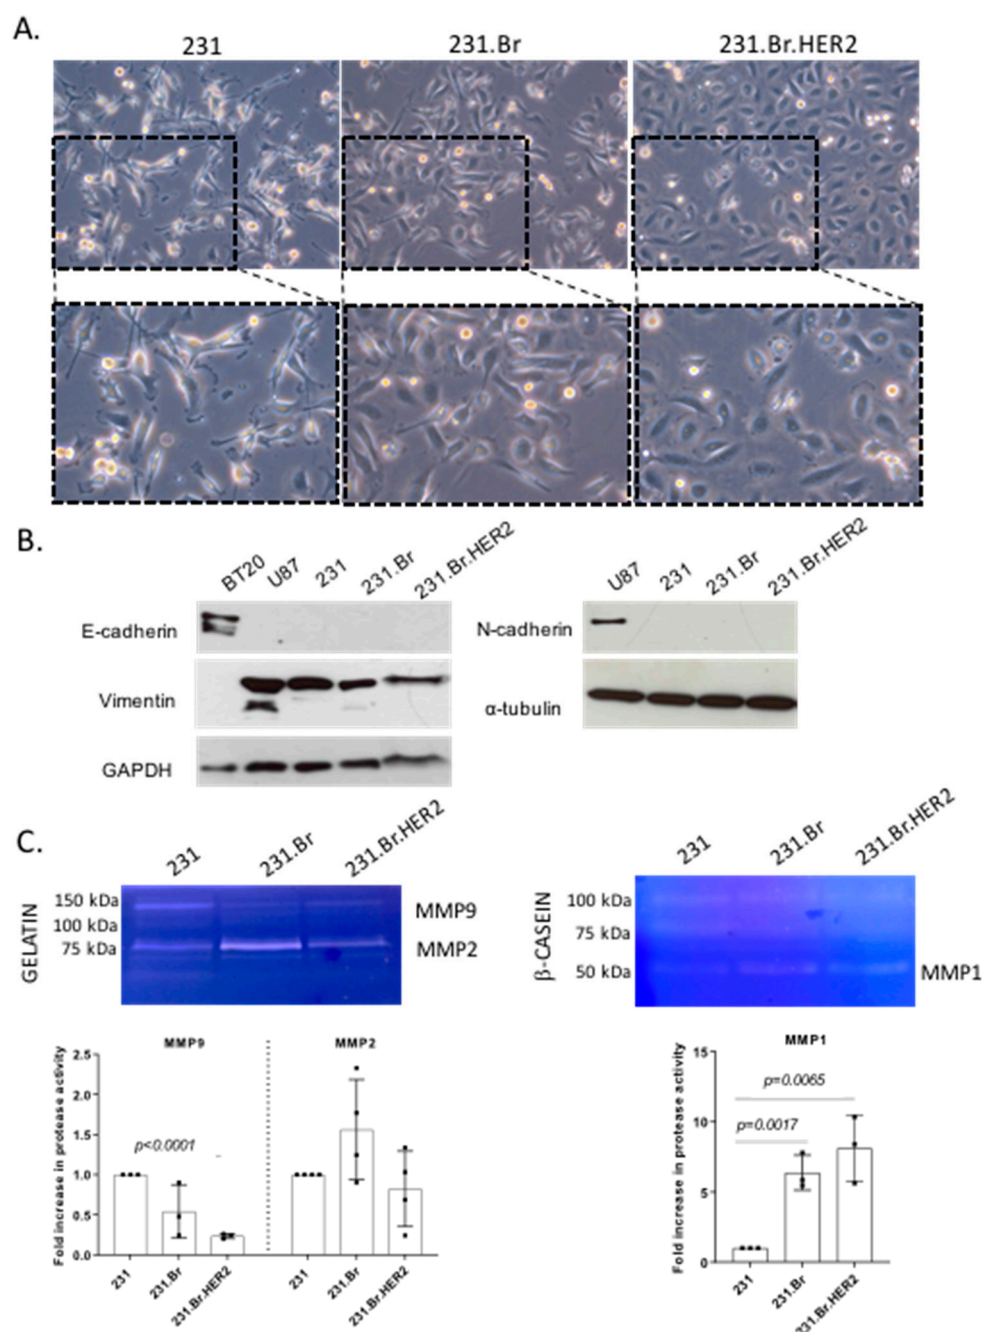 A.
231 231.Br 231.Br.HER2
B.
BT20 U87 231 231.Br 231.Br.HER2
U87 231 231.Br 231.Br.HER2
E-cadherin
N-cadherin
Vimentin
α-tubulin
GAPDH
C.
231 231.Br 231.Br.HER2
231 231.Br 231.Br.HER2
GELATIN
150 kDa
100 kDa
75 kDa
MMP9
MMP2
β-CASEIN
100 kDa
75 kDa
50 kDa
MMP1
MMP9 MMP2
Fold increase in protease activity
2.5
2.0
1.5
1.0
0.5
0.0
p<0.0001
231 231.Br 231.Br.HER2 231 231.Br 231.Br.HER2
MMP1
Fold increase in protease activity
15
10
5
0
p=0.0065
p=0.0017
231 231.Br 231.Br.HER2